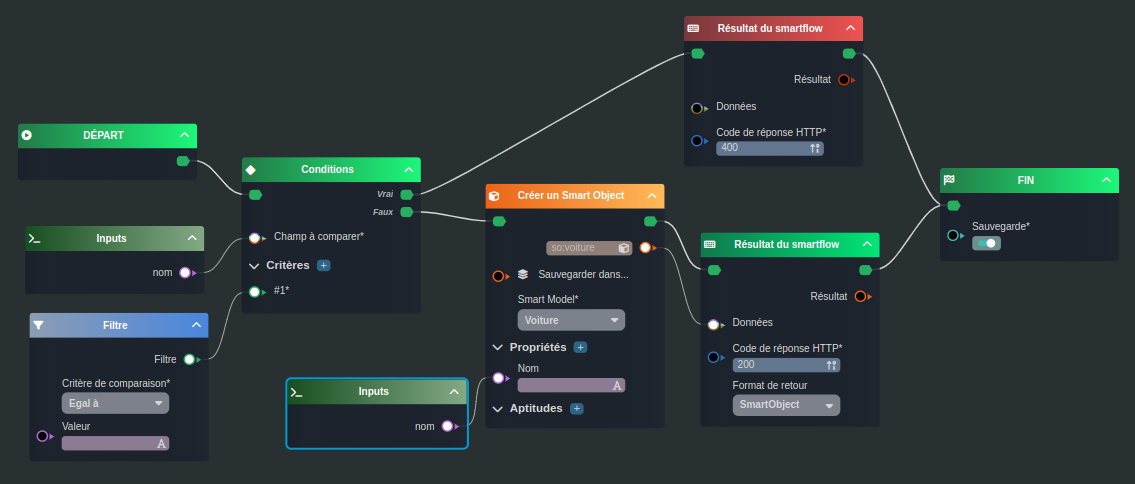 DÉPART
Inputs
nom
Filtre
Filtre
Critère de comparaison*
Egal à
Valeur
A
Conditions
Vrai
Faux
Champ à comparer*
Critères +
#1*
Inputs
nom
Créer un Smart Object
so:voiture
Sauvegarder dans...
Smart Model*
Voiture
Propriétés +
Nom
A
Aptitudes +
Résultat du smartflow
Résultat
Données
Code de réponse HTTP*
400
Résultat du smartflow
Résultat
Données
Code de réponse HTTP*
200
Format de retour
SmartObject
FIN
Sauvegarde*